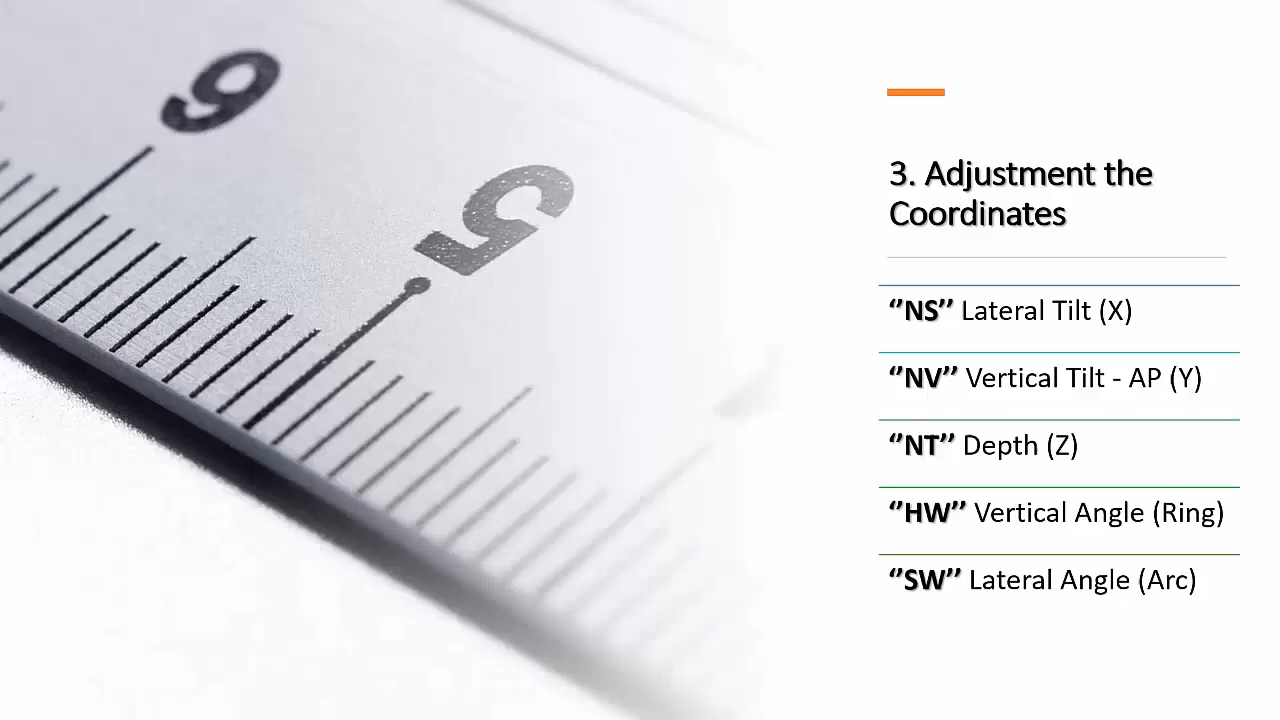 6
5
3. Adjustment the
Coordinates
‘’NS’’ Lateral Tilt (X)
‘’NV’’ Vertical Tilt - AP (Y)
‘’NT’’ Depth (Z)
‘’HW’’ Vertical Angle (Ring)
‘’SW’’ Lateral Angle (Arc)